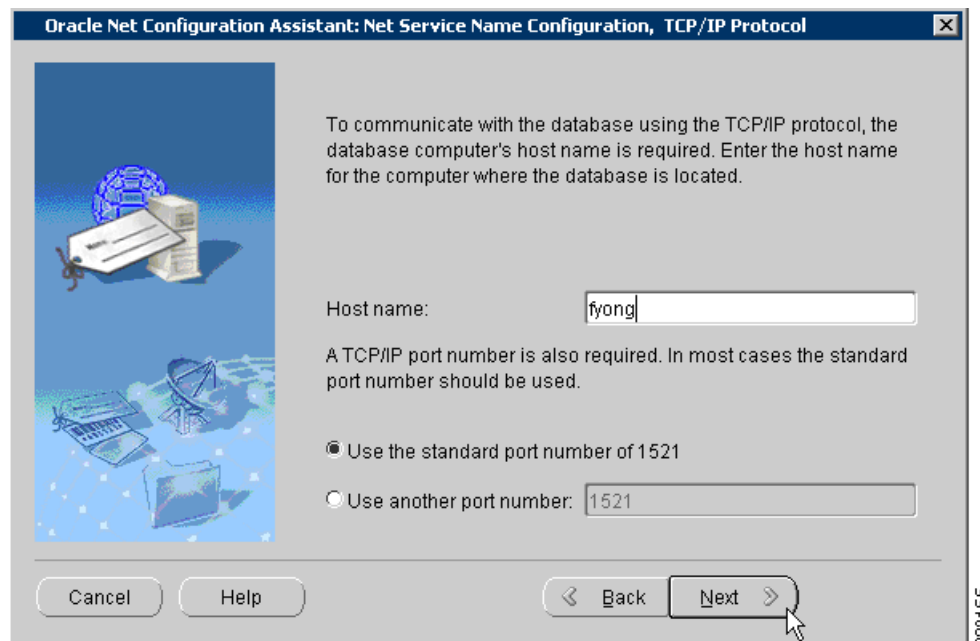 Oracle Net Configuration Assistant: Net Service Name Configuration, TCP/IP Protocol
To communicate with the database using the TCP/IP protocol, the
database computer's host name is required. Enter the host name
for the computer where the database is located.
Host name: fyong
A TCP/IP port number is also required. In most cases the standard
port number should be used.
Use the standard port number of 1521
Use another port number: 1521
Cancel Help Back Next